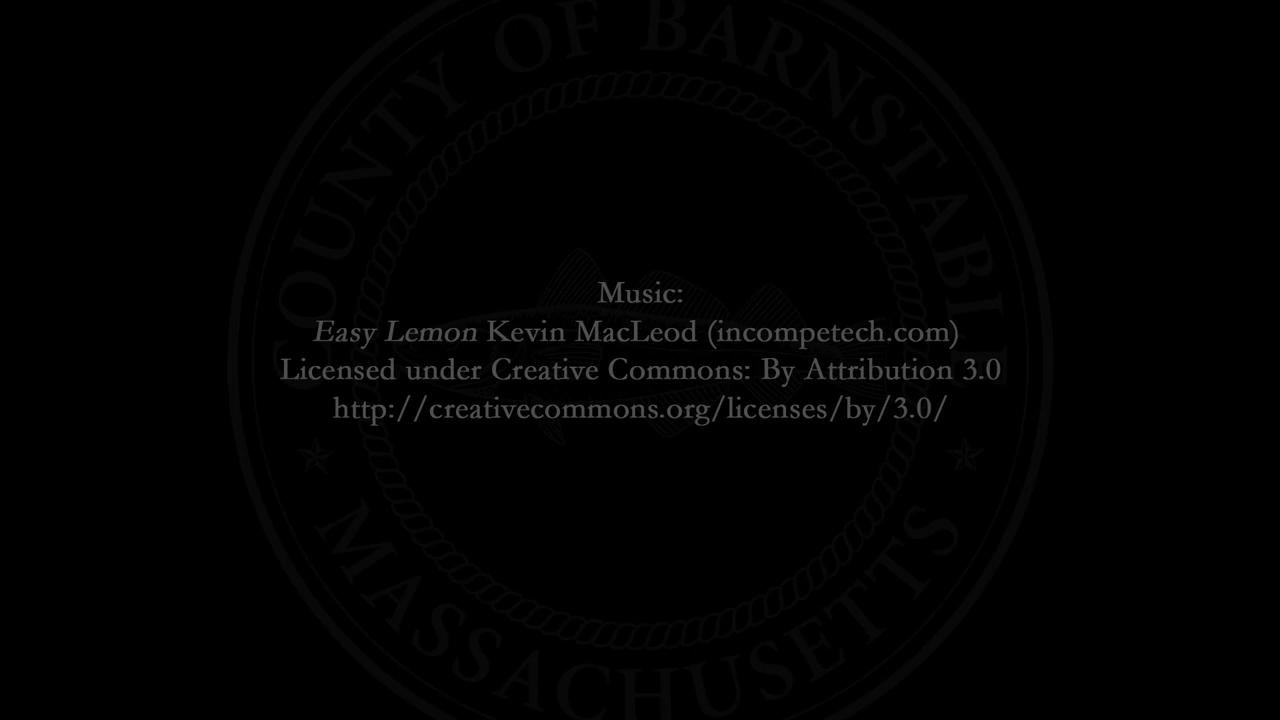 COUNTY OF BARNSTABLE
Music:
Easy Lemon Kevin MacLeod (incompetech.com)
Licensed under Creative Commons: By Attribution 3.0
http://creativecommons.org/licenses/by/3.0/
MASSACHUSETTS